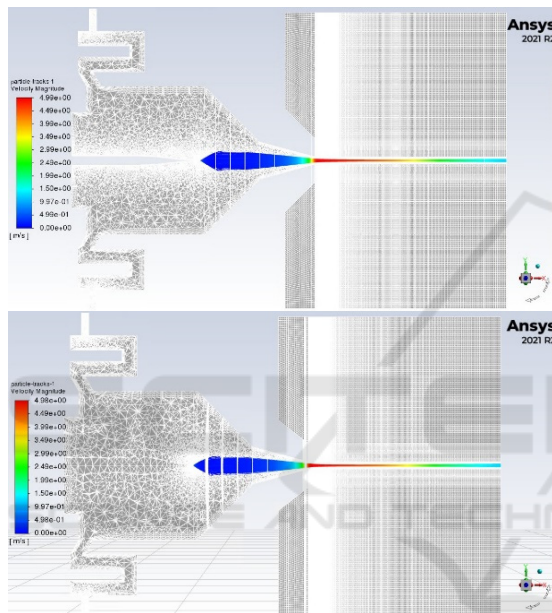 Ansys
2021 R2
particle-tracks-1
Velocity Magnitude
4.99e+00
4.49e+00
3.99e+00
3.49e+00
2.99e+00
2.49e+00
1.99e+00
1.50e+00
9.97e-01
4.99e-01
0.00e+00
[m/s]
Ansys
2021 R2
particle-tracks-1
Velocity Magnitude
4.98e+00
4.49e+00
3.99e+00
3.49e+00
2.99e+00
2.49e+00
1.99e+00
1.50e+00
9.97e-01
4.98e-01
0.00e+00
[m/s]